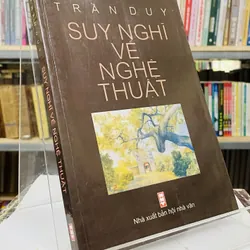 TRẦN DUY
SUY NGHĨ
VỀ
NGHỆ
THUẬT
Nhà xuất bản hội nhà văn
SUY NGHĨ VỀ NGHỆ THUẬT